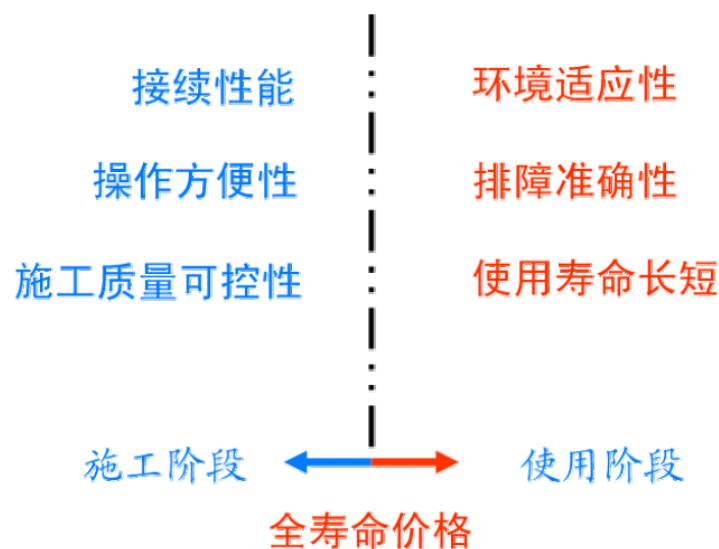 接续性能
环境适应性
操作方便性
排障准确性
施工质量可控性
使用寿命长短
施工阶段
使用阶段
全寿命价格